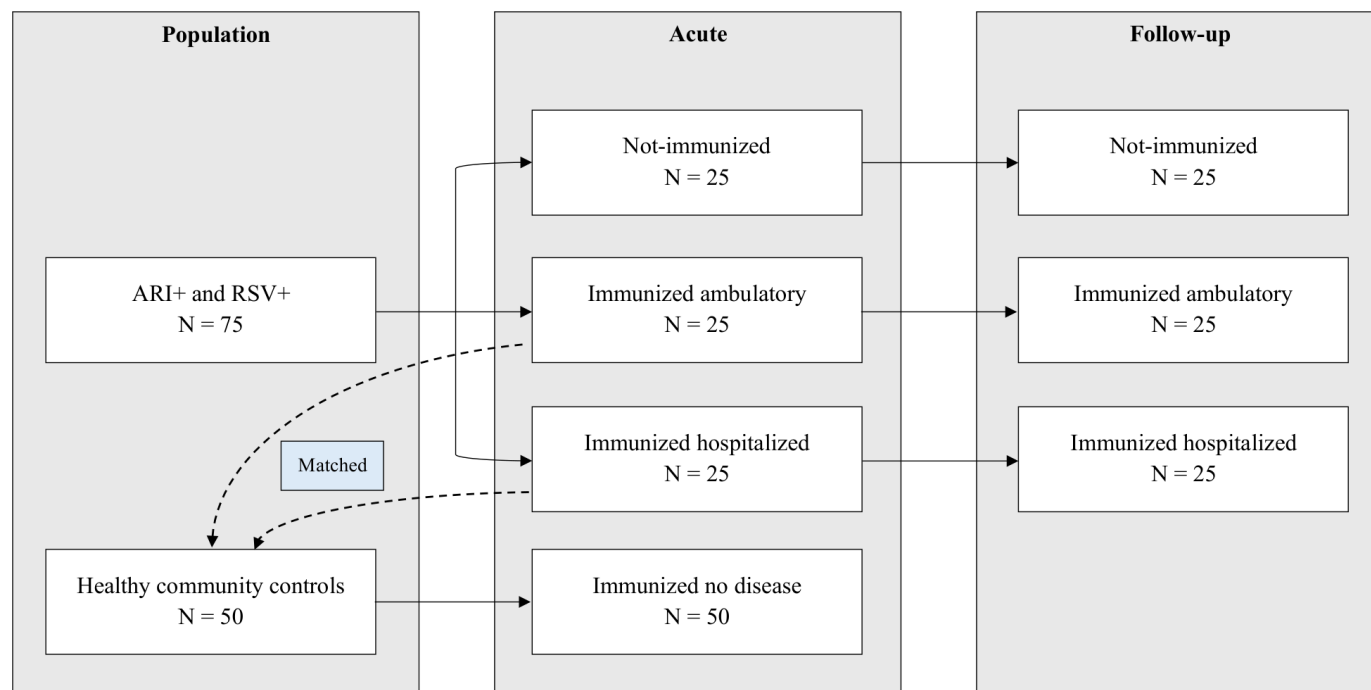 Population
ARI+ and RSV+
N = 75
Matched
Healthy community controls
N = 50
Acute
Not-immunized
N = 25
Immunized ambulatory
N = 25
Immunized hospitalized
N = 25
Immunized no disease
N = 50
Follow-up
Not-immunized
N = 25
Immunized ambulatory
N = 25
Immunized hospitalized
N = 25